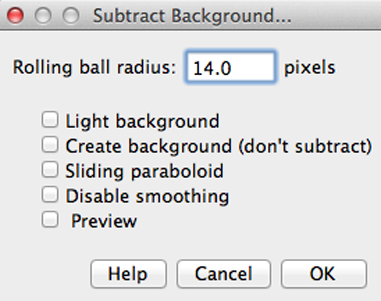 Subtract Background...
Rolling ball radius: 14.0 pixels
Light background
Create background (don't subtract)
Sliding paraboloid
Disable smoothing
Preview
Help Cancel OK